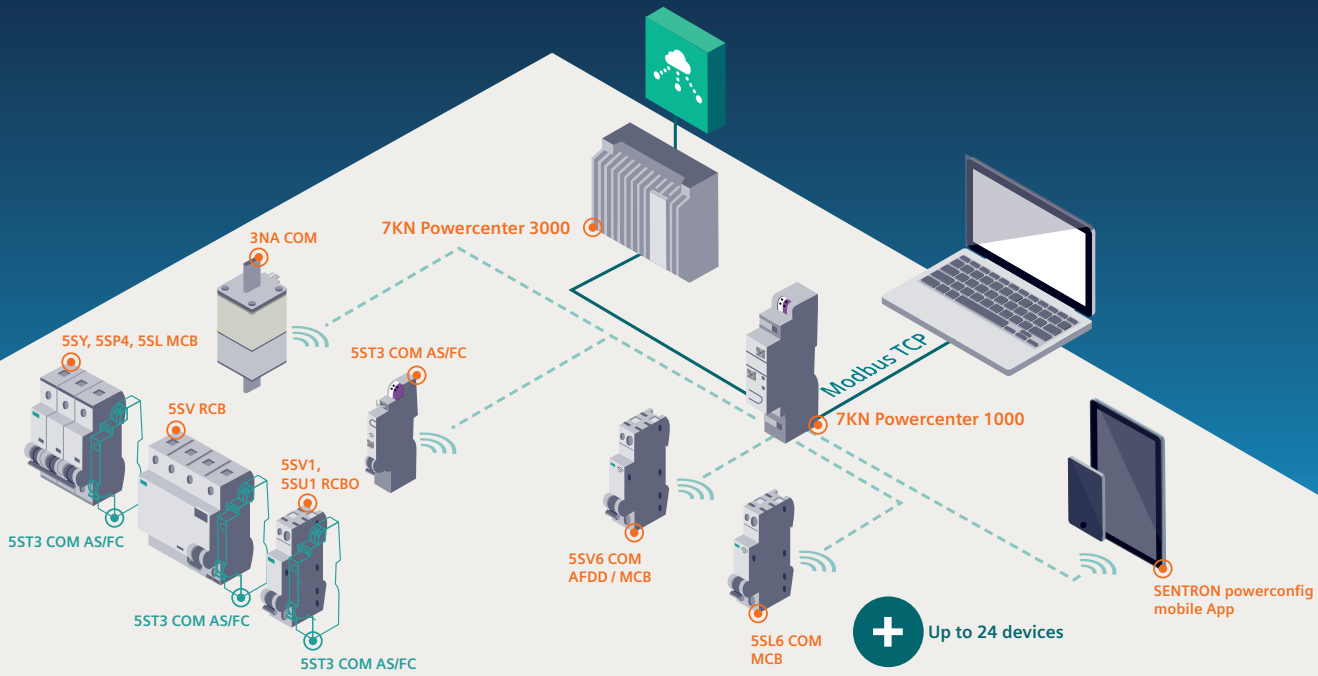 7KN Powercenter 3000
3NA COM
5SY, 5SP4, 5SL MCB
5ST3 COM AS/FC
Modbus TCP
5SV RCB
7KN Powercenter 1000
5SV1,
5SU1 RCBO
5ST3 COM AS/FC
5SV6 COM
AFDD / MCB
SENTRON powerconfig
mobile App
5ST3 COM AS/FC
Up to 24 devices
5SL6 COM
MCB
5ST3 COM AS/FC